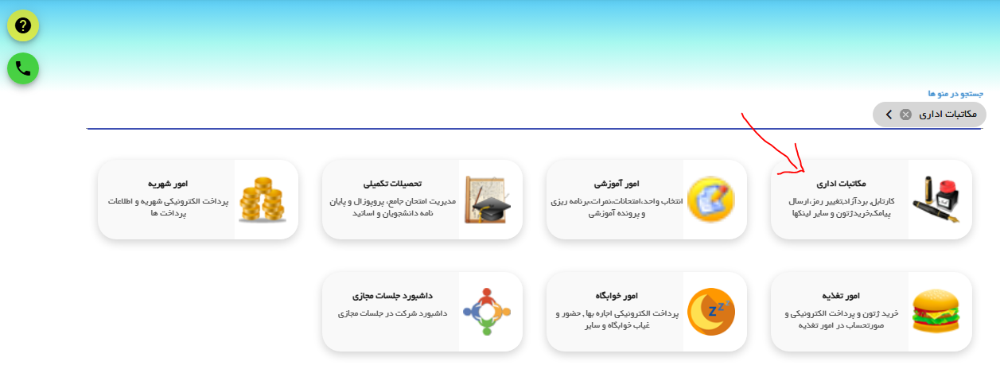 جستجو در منو ها
مکاتبات اداری
مکاتبات اداری
کارتابل، بردآزاد،تغییر رمز،ارسال
پیامک،خریدژتون و سایر لینکها
امور آموزشی
انتخاب واحد،امتحانات،نمرات،برنامه ریزی
و پرونده آموزشی
تحصیلات تکمیلی
مدیریت امتحان جامع، پروپوزال و پایان
نامه دانشجویان و اساتید
امور شهریه
پرداخت الکترونیکی شهریه و اطلاعات
پرداخت ها
امور تغذیه
خرید ژتون و پرداخت الکترونیکی و
صورتحساب در امور تغذیه
امور خوابگاه
پرداخت الکترونیکی اجاره بها، حضور و
غیاب خوابگاه و سایر
داشبورد جلسات مجازی
داشبورد شرکت در جلسات مجازی